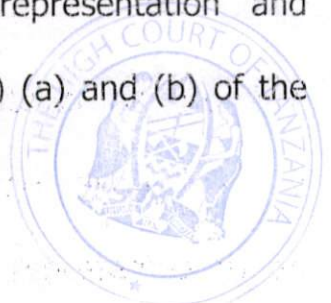 representation and
) (a) and (b) of the
THE HIGH COURT OF TANZANIA